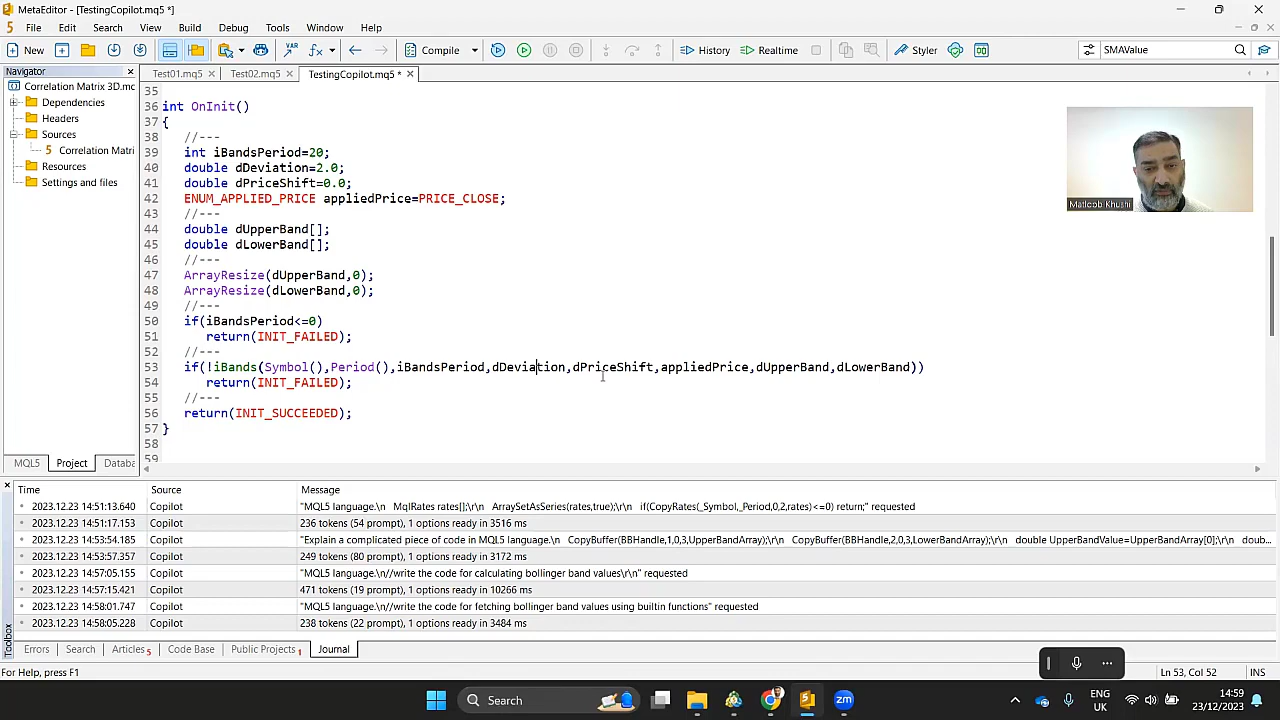 MetaEditor - [TestingCopilot.mq5 *]
File Edit Search View Build Debug Tools Window Help
New Compile History Realtime Styler SMAValue
Navigator
Test01.mq5 Test02.mq5 TestingCopilot.mq5 *
Correlation Matrix 3D.mc
Dependencies
Headers
Sources
Correlation Matri
Resources
Settings and files
MQL5 Project Databa
35
36 int OnInit()
37 {
38 //---
39 int iBandsPeriod=20;
40 double dDeviation=2.0;
41 double dPriceShift=0.0;
42 ENUM_APPLIED_PRICE appliedPrice=PRICE_CLOSE;
43 //---
44 double dUpperBand[];
45 double dLowerBand[];
46 //---
47 ArrayResize(dUpperBand,0);
48 ArrayResize(dLowerBand,0);
49 //---
50 if(iBandsPeriod<=0)
51 return(INIT_FAILED);
52 //---
53 if(!iBands(Symbol(),Period(),iBandsPeriod,dDeviation,dPriceShift,appliedPrice,dUpperBand,dLowerBand))
54 return(INIT_FAILED);
55 //---
56 return(INIT_SUCCEEDED);
57 }
58
59
Matloob Khushi
Time Source Message
2023.12.23 14:51:13.640 Copilot "MQL5 language.\n MqlRates rates[];\r\n ArraySetAsSeries(rates,true);\r\n if(CopyRates(_Symbol,_Period,0,2,rates)<=0) return;" requested
2023.12.23 14:51:17.153 Copilot 236 tokens (54 prompt), 1 options ready in 3516 ms
2023.12.23 14:53:54.185 Copilot "Explain a complicated piece of code in MQL5 language.\n CopyBuffer(BBHandle,1,0,3,UpperBandArray);\r\n CopyBuffer(BBHandle,2,0,3,LowerBandArray);\r\n double UpperBandValue=UpperBandArray[0];\r\n doub...
2023.12.23 14:53:57.357 Copilot 249 tokens (80 prompt), 1 options ready in 3172 ms
2023.12.23 14:57:05.155 Copilot "MQL5 language.\n//write the code for calculating bollinger band values\r\n" requested
2023.12.23 14:57:15.421 Copilot 471 tokens (19 prompt), 1 options ready in 10266 ms
2023.12.23 14:58:01.747 Copilot "MQL5 language.\n//write the code for fetching bollinger band values using builtin functions" requested
2023.12.23 14:58:05.228 Copilot 238 tokens (22 prompt), 1 options ready in 3484 ms
Toolbox
Errors Search Articles 5 Code Base Public Projects 1 Journal
For Help, press F1 Ln 53, Col 52 INS
Search zm ENG UK 14:59 23/12/2023